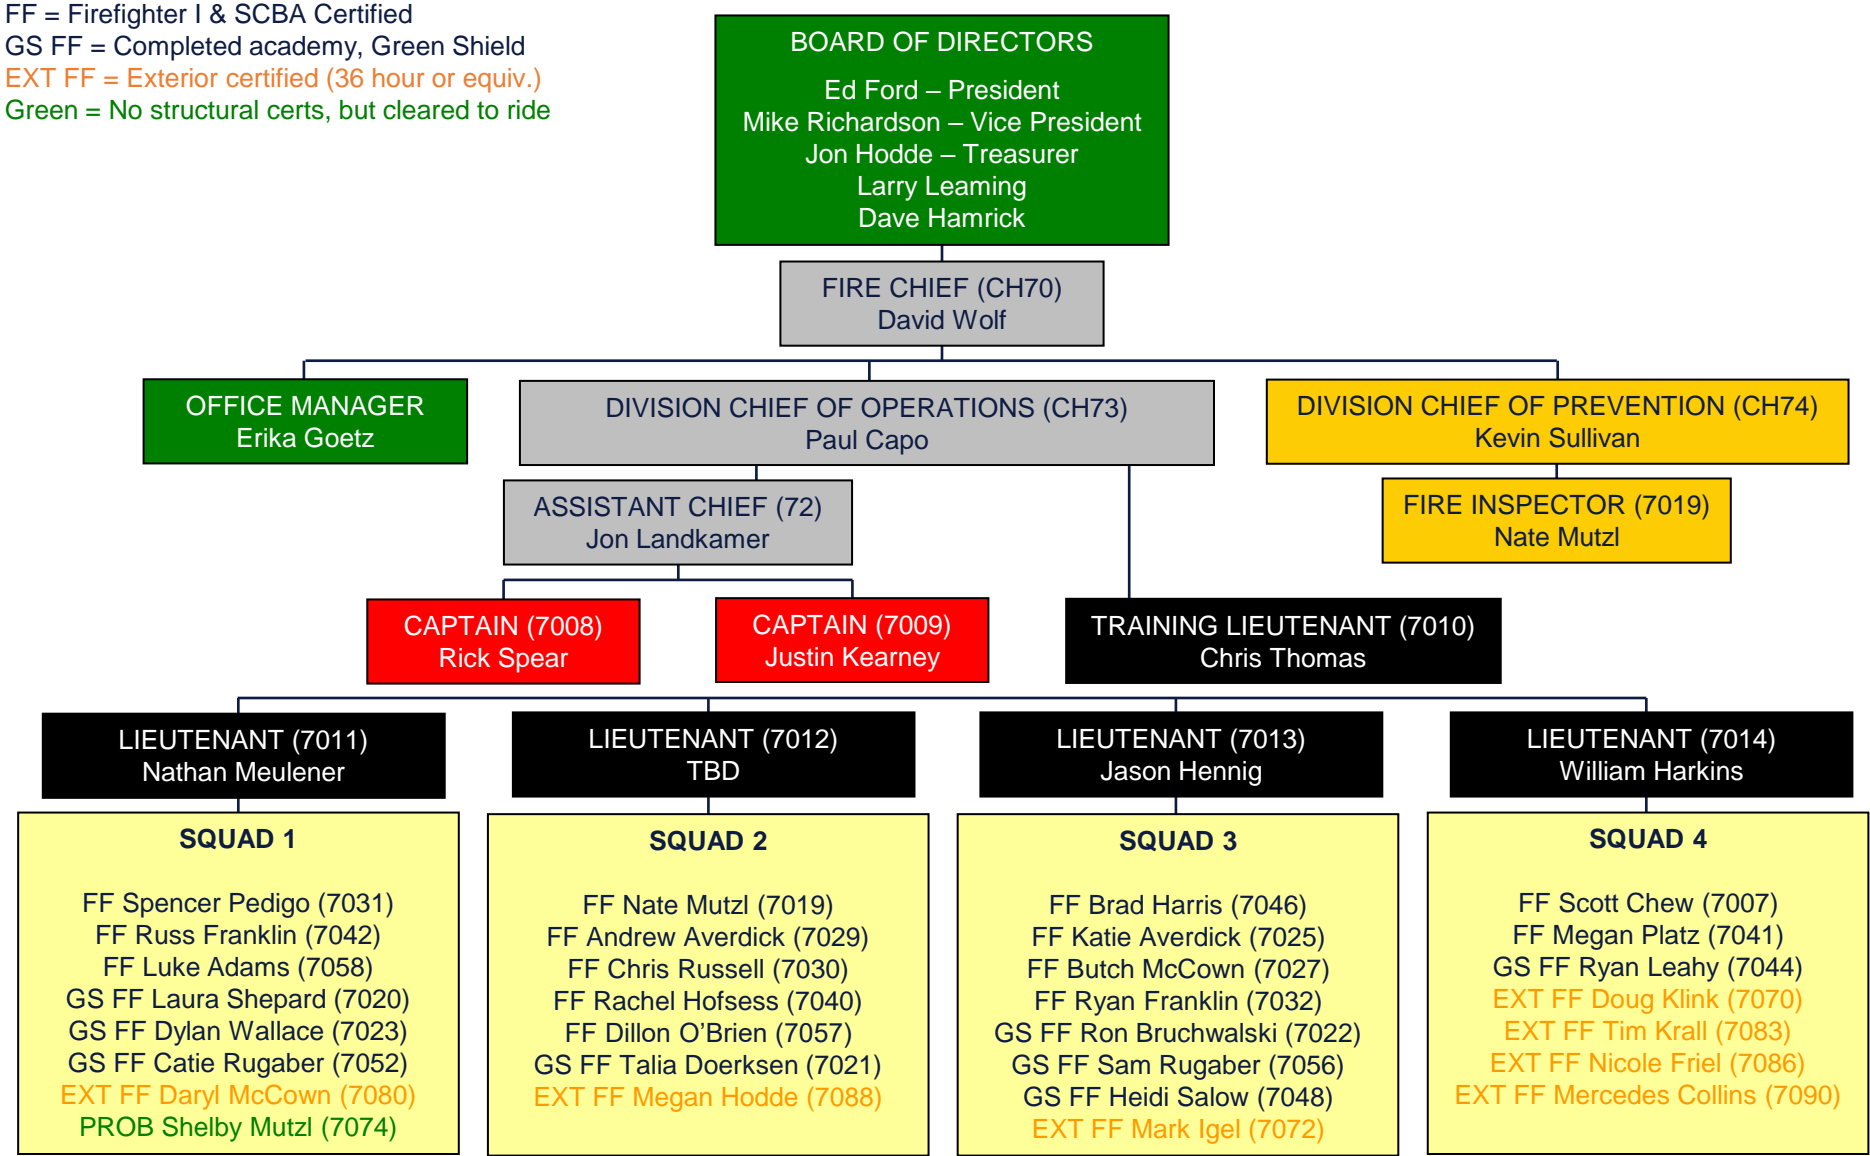 FF = Firefighter I & SCBA Certified
GS FF = Completed academy, Green Shield
EXT FF = Exterior certified (36 hour or equiv.)
Green = No structural certs, but cleared to ride
BOARD OF DIRECTORS
Ed Ford – President
Mike Richardson – Vice President
Jon Hodde – Treasurer
Larry Leaming
Dave Hamrick
FIRE CHIEF (CH70)
David Wolf
OFFICE MANAGER
Erika Goetz
DIVISION CHIEF OF OPERATIONS (CH73)
Paul Capo
DIVISION CHIEF OF PREVENTION (CH74)
Kevin Sullivan
ASSISTANT CHIEF (72)
Jon Landkamer
FIRE INSPECTOR (7019)
Nate Mutzl
CAPTAIN (7008)
Rick Spear
CAPTAIN (7009)
Justin Kearney
TRAINING LIEUTENANT (7010)
Chris Thomas
LIEUTENANT (7011)
Nathan Meulener
LIEUTENANT (7012)
TBD
LIEUTENANT (7013)
Jason Hennig
LIEUTENANT (7014)
William Harkins
SQUAD 1
FF Spencer Pedigo (7031)
FF Russ Franklin (7042)
FF Luke Adams (7058)
GS FF Laura Shepard (7020)
GS FF Dylan Wallace (7023)
GS FF Catie Rugaber (7052)
EXT FF Daryl McCown (7080)
PROB Shelby Mutzl (7074)
SQUAD 2
FF Nate Mutzl (7019)
FF Andrew Averdick (7029)
FF Chris Russell (7030)
FF Rachel Hofsess (7040)
FF Dillon O’Brien (7057)
GS FF Talia Doerksen (7021)
EXT FF Megan Hodde (7088)
SQUAD 3
FF Brad Harris (7046)
FF Katie Averdick (7025)
FF Butch McCown (7027)
FF Ryan Franklin (7032)
GS FF Ron Bruchwalski (7022)
GS FF Sam Rugaber (7056)
GS FF Heidi Salow (7048)
EXT FF Mark Igel (7072)
SQUAD 4
FF Scott Chew (7007)
FF Megan Platz (7041)
GS FF Ryan Leahy (7044)
EXT FF Doug Klink (7070)
EXT FF Tim Krall (7083)
EXT FF Nicole Friel (7086)
EXT FF Mercedes Collins (7090)